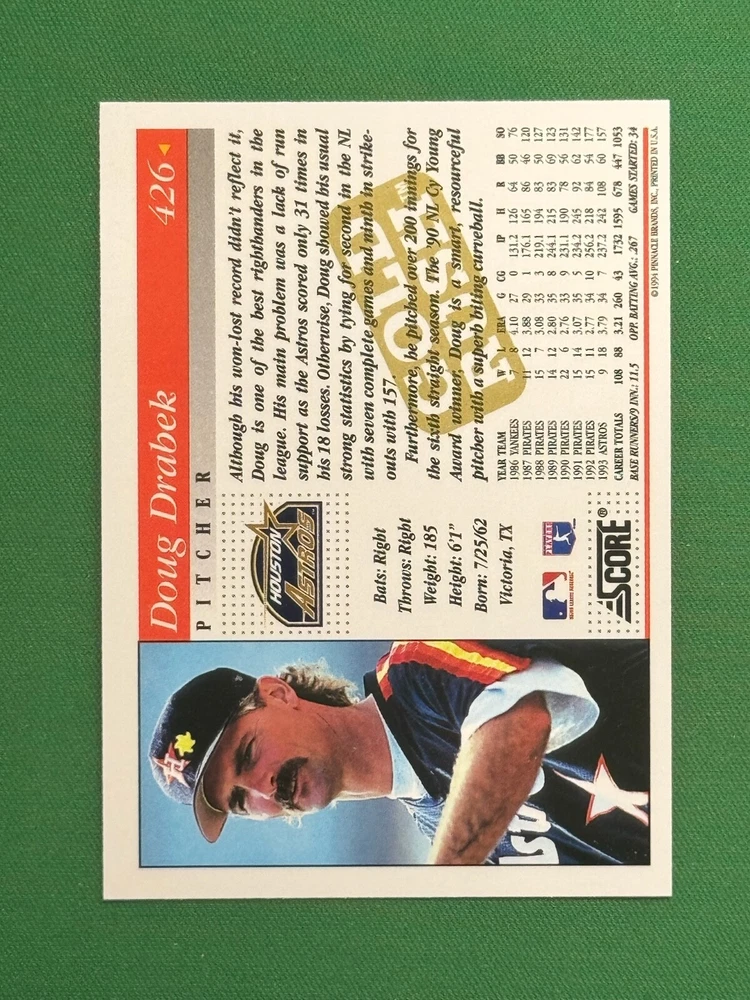 Doug Drabek 426
PITCHER
HOUSTON
ASTROS
Bats: Right
Throws: Right
Weight: 185
Height: 6'1"
Born: 7/25/62
Victoria, TX
PLAYERS
SCORE®
Although his won-lost record didn't reflect it,
Doug is one of the best righthanders in the
league. His main problem was a lack of run
support as the Astros scored only 31 times in
his 18 losses. Otherwise, Doug showed his usual
strong statistics by tying for second in the NL
with seven complete games and ninth in strike-
outs with 157.
Furthermore, he pitched over 200 innings for
the sixth straight season. The '90 NL Cy Young
Award winner, Doug is a smart, resourceful
pitcher with a superb biting curveball.
YEAR TEAM W L ERA G CG IP H R BB SO
1986 YANKEES 7 8 4.10 27 0 131.2 126 64 50 76
1987 PIRATES 11 12 3.88 29 1 176.1 165 86 46 120
1988 PIRATES 15 7 3.08 33 3 219.1 194 83 50 127
1989 PIRATES 14 12 2.80 35 8 244.1 215 83 69 123
1990 PIRATES 22 6 2.76 33 9 231.1 190 78 56 131
1991 PIRATES 15 14 3.07 35 5 234.2 245 92 62 142
1992 PIRATES 15 11 2.77 34 10 256.2 218 84 54 177
1993 ASTROS 9 18 3.79 34 7 237.2 242 108 60 157
CAREER TOTALS 108 88 3.21 260 43 1732 1595 678 447 1053
BASE RUNNERS/9 INN.: 11.5 OPP. BATTING AVG.: .267 GAMES STARTED: 34
©1994 PINNACLE BRANDS, INC., PRINTED IN U.S.A.